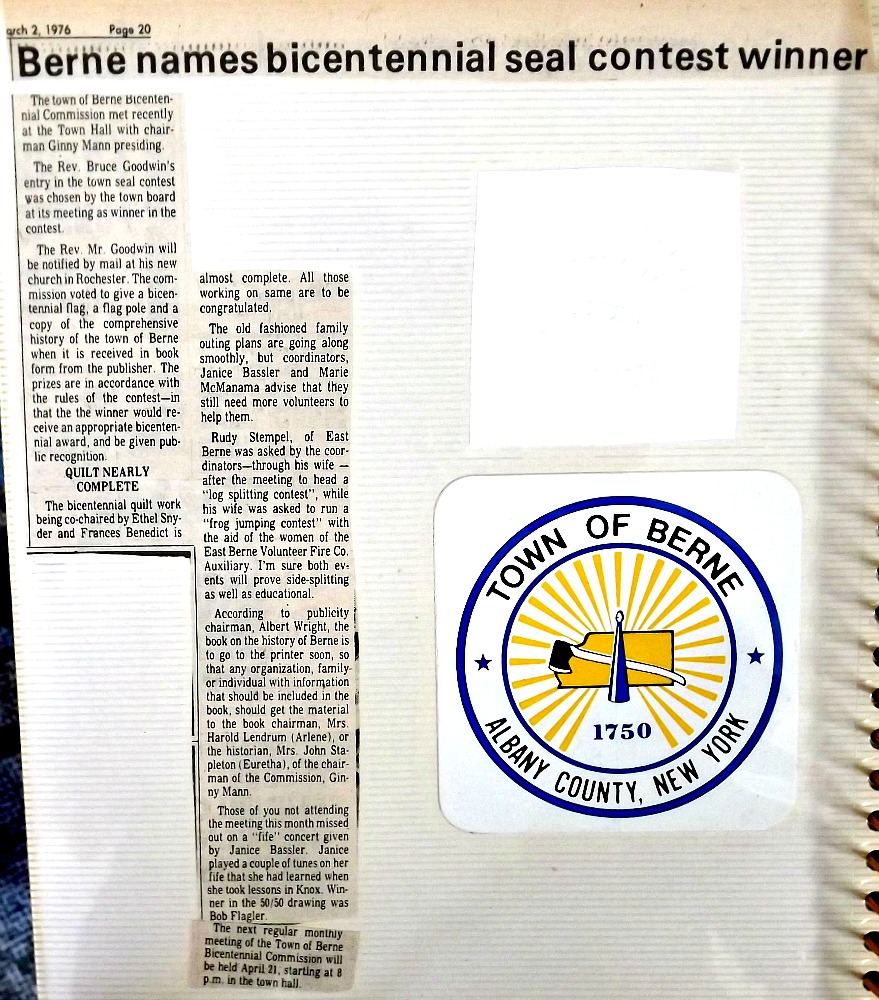 arch 2, 1976 Page 20
Berne names bicentennial seal contest winner
The town of Berne Bicenten-
nial Commission met recently
at the Town Hall with chair-
man Ginny Mann presiding.
The Rev. Bruce Goodwin's
entry in the town seal contest
was chosen by the town board
at its meeting as winner in the
contest.
The Rev. Mr. Goodwin will
be notified by mail at his new
church in Rochester. The com-
mission voted to give a bicen-
tennial flag, a flag pole and a
copy of the comprehensive
history of the town of Berne
when it is received in book
form from the publisher. The
prizes are in accordance with
the rules of the contest—in
that the the winner would re-
ceive an appropriate bicenten-
nial award, and be given pub-
lic recognition.
QUILT NEARLY
COMPLETE
The bicentennial quilt work
being co-chaired by Ethel Sny-
der and Frances Benedict is
almost complete. All those
working on same are to be
congratulated.
The old fashioned family
outing plans are going along
smoothly, but coordinators,
Janice Bassler and Marie
McManama advise that they
still need more volunteers to
help them.
Rudy Stempel, of East
Berne was asked by the coor-
dinators—through his wife —
after the meeting to head a
"log splitting contest", while
his wife was asked to run a
"frog jumping contest" with
the aid of the women of the
East Berne Volunteer Fire Co.
Auxiliary. I'm sure both ev-
ents will prove side-splitting
as well as educational.
According to publicity
chairman, Albert Wright, the
book on the history of Berne is
to go to the printer soon, so
that any organization, family
or individual with information
that should be included in the
book, should get the material
to the book chairman, Mrs.
Harold Lendrum (Arlene), or
the historian, Mrs. John Sta-
pleton (Euretha), of the chair-
man of the Commission, Gin-
ny Mann.
Those of you not attending
the meeting this month missed
out on a "fife" concert given
by Janice Bassler. Janice
played a couple of tunes on her
fife that she had learned when
she took lessons in Knox. Win-
ner in the 50/50 drawing was
Bob Flagler.
The next regular monthly
meeting of the Town of Berne
Bicentennial Commission will
be held April 21, starting at 8
p.m. in the town hall.
TOWN OF BERNE
1750
ALBANY COUNTY, NEW YORK